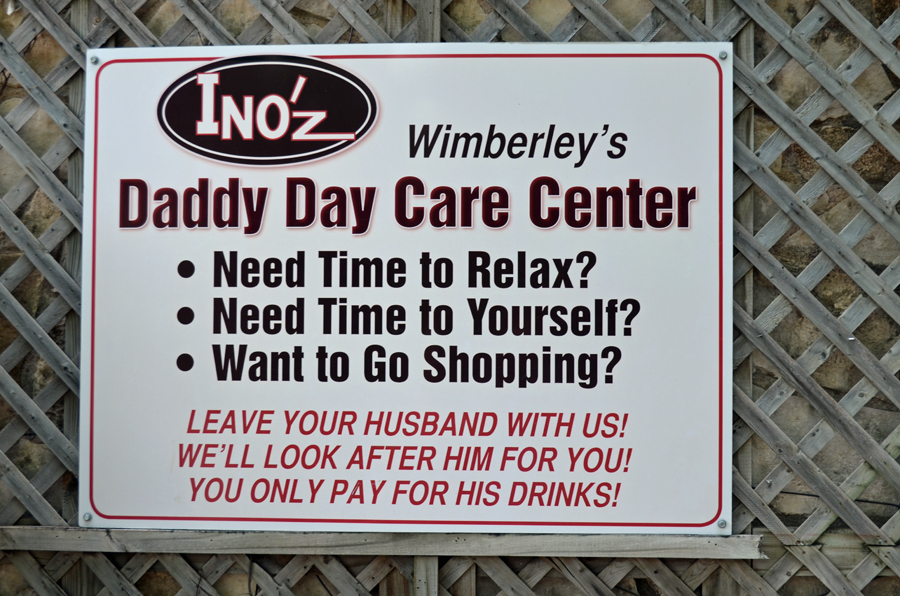 INO'Z
Wimberley's
Daddy Day Care Center
• Need Time to Relax?
• Need Time to Yourself?
• Want to Go Shopping?
LEAVE YOUR HUSBAND WITH US!
WE'LL LOOK AFTER HIM FOR YOU!
YOU ONLY PAY FOR HIS DRINKS!